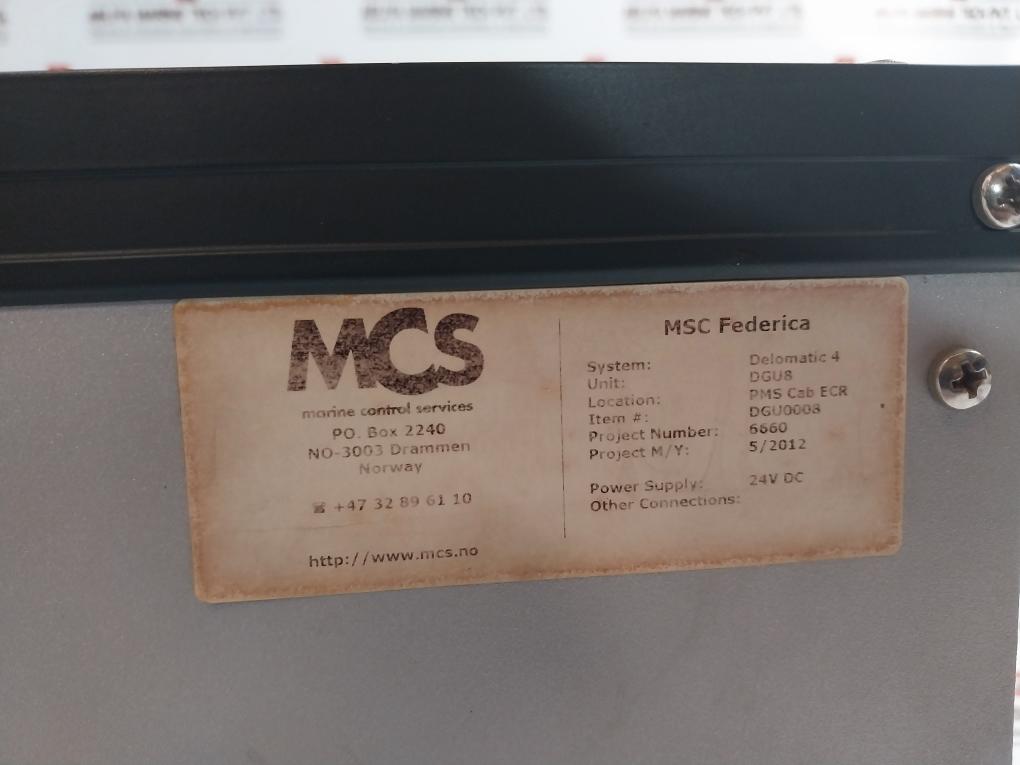 MCS
marine control services
PO. Box 2240
NO-3003 Drammen
Norway
☎ +47 32 89 61 10
http://www.mcs.no
MSC Federica
System: Delomatic 4
Unit: DGU8
Location: PMS Cab ECR
Item #: DGU0008
Project Number: 6660
Project M/Y: 5/2012
Power Supply: 24V DC
Other Connections: